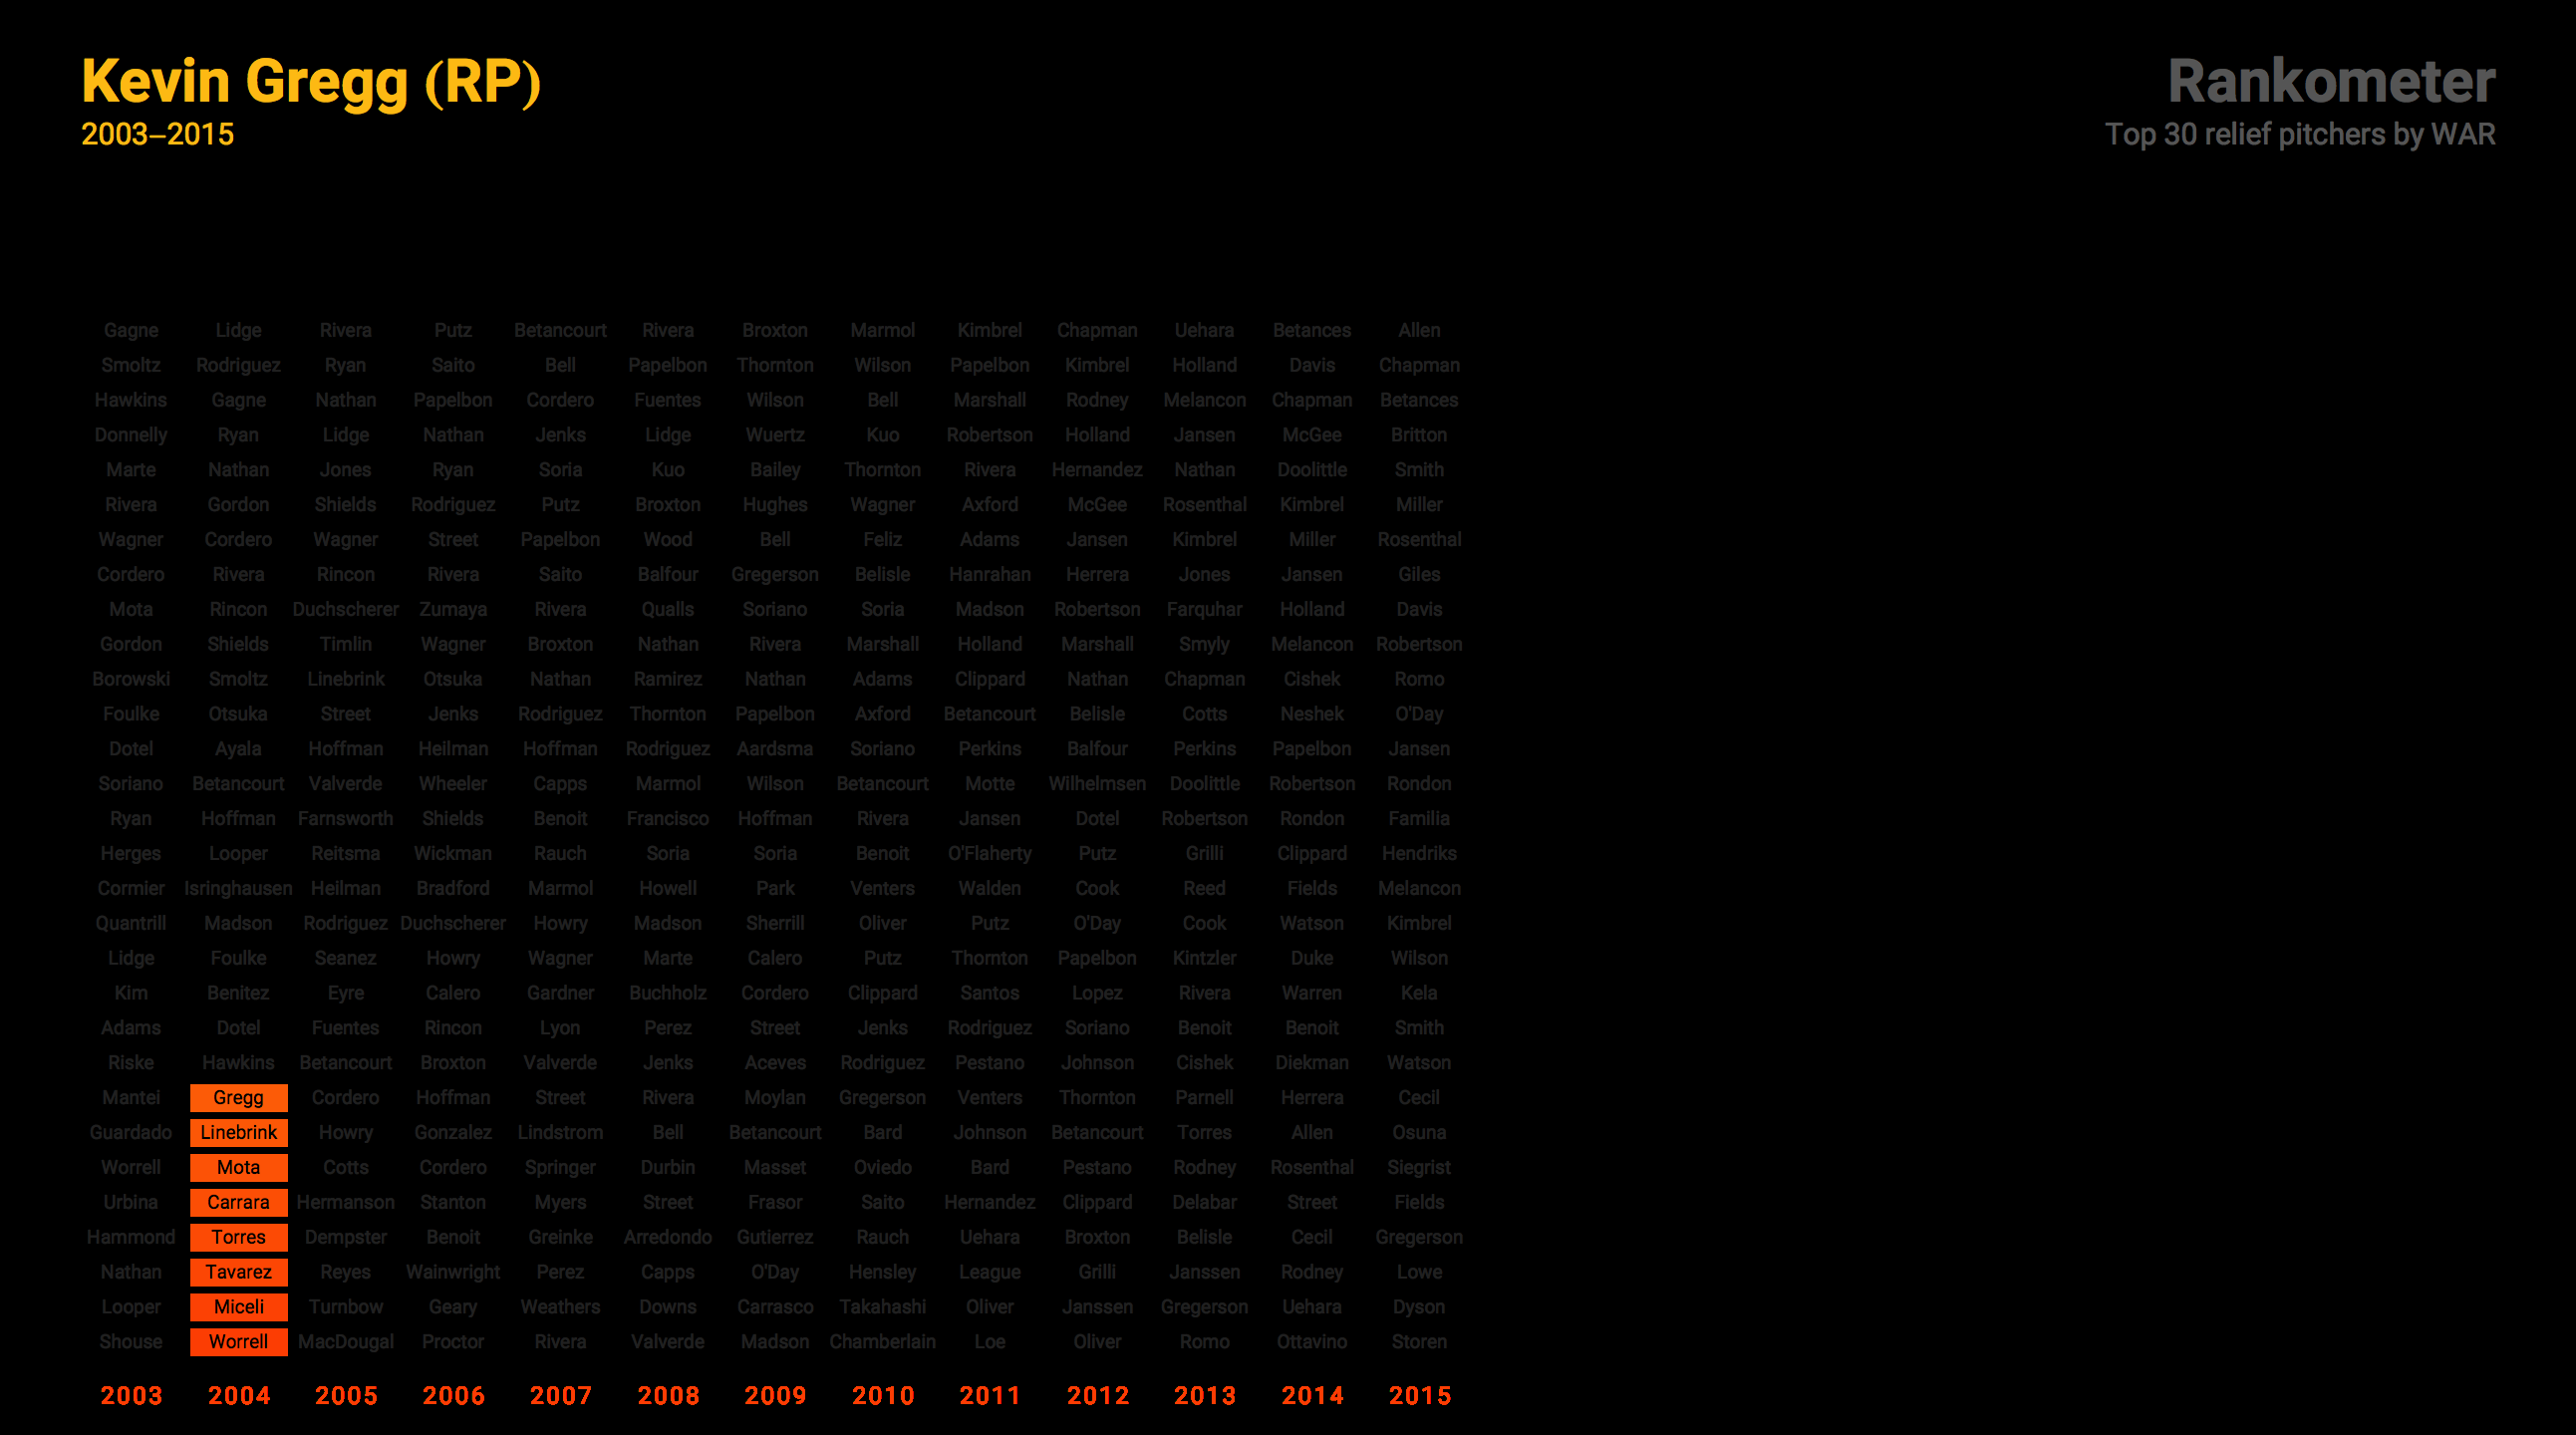 Kevin Gregg (RP)
2003–2015
Rankometer
Top 30 relief pitchers by WAR
Gagne Lidge Rivera Putz Betancourt Rivera Broxton Marmol Kimbrel Chapman Uehara Betances Allen
Smoltz Rodriguez Ryan Saito Bell Papelbon Thornton Wilson Papelbon Kimbrel Holland Davis Chapman
Hawkins Gagne Nathan Papelbon Cordero Fuentes Wilson Bell Marshall Rodney Melancon Chapman Betances
Donnelly Ryan Lidge Nathan Jenks Lidge Wuertz Kuo Robertson Holland Jansen McGee Britton
Marte Nathan Jones Ryan Soria Kuo Bailey Thornton Rivera Hernandez Nathan Doolittle Smith
Rivera Gordon Shields Rodriguez Putz Broxton Hughes Wagner Axford McGee Rosenthal Kimbrel Miller
Wagner Cordero Wagner Street Papelbon Wood Bell Feliz Adams Jansen Kimbrel Miller Rosenthal
Cordero Rivera Rincon Rivera Saito Balfour Gregerson Belisle Hanrahan Herrera Jones Jansen Giles
Mota Rincon Duchscherer Zumaya Rivera Qualls Soriano Soria Madson Robertson Farquhar Holland Davis
Gordon Shields Timlin Wagner Broxton Nathan Rivera Marshall Holland Marshall Smyly Melancon Robertson
Borowski Smoltz Linebrink Otsuka Nathan Ramirez Nathan Adams Clippard Nathan Chapman Cishek Romo
Foulke Otsuka Street Jenks Rodriguez Thornton Papelbon Axford Betancourt Belisle Cotts Neshek O'Day
Dotel Ayala Hoffman Heilman Hoffman Rodriguez Aardsma Soriano Perkins Balfour Perkins Papelbon Jansen
Soriano Betancourt Valverde Wheeler Capps Marmol Wilson Betancourt Motte Wilhelmsen Doolittle Robertson Rondon
Ryan Hoffman Farnsworth Shields Benoit Francisco Hoffman Rivera Jansen Dotel Robertson Rondon Familia
Herges Looper Reitsma Wickman Rauch Soria Soria Benoit O'Flaherty Putz Grilli Clippard Hendriks
Cormier Isringhausen Heilman Bradford Marmol Howell Park Venters Walden Cook Reed Fields Melancon
Quantrill Madson Rodriguez Duchscherer Howry Madson Sherrill Oliver Putz O'Day Cook Watson Kimbrel
Lidge Foulke Seanez Howry Wagner Marte Calero Putz Thornton Papelbon Kintzler Duke Wilson
Kim Benitez Eyre Calero Gardner Buchholz Cordero Clippard Santos Lopez Rivera Warren Kela
Adams Dotel Fuentes Rincon Lyon Perez Street Jenks Rodriguez Soriano Benoit Benoit Smith
Riske Hawkins Betancourt Broxton Valverde Jenks Aceves Rodriguez Pestano Johnson Cishek Diekman Watson
Mantei Gregg Cordero Hoffman Street Rivera Moylan Gregerson Venters Thornton Parnell Herrera Cecil
Guardado Linebrink Howry Gonzalez Lindstrom Bell Betancourt Bard Johnson Betancourt Torres Allen Osuna
Worrell Mota Cotts Cordero Springer Durbin Masset Oviedo Bard Pestano Rodney Rosenthal Siegrist
Urbina Carrara Hermanson Stanton Myers Street Frasor Saito Hernandez Clippard Delabar Street Fields
Hammond Torres Dempster Benoit Greinke Arredondo Gutierrez Rauch Uehara Broxton Belisle Cecil Gregerson
Nathan Tavarez Reyes Wainwright Perez Capps O'Day Hensley League Grilli Janssen Rodney Lowe
Looper Miceli Turnbow Geary Weathers Downs Carrasco Takahashi Oliver Janssen Gregerson Uehara Dyson
Shouse Worrell MacDougal Proctor Rivera Valverde Madson Chamberlain Loe Oliver Romo Ottavino Storen
2003 2004 2005 2006 2007 2008 2009 2010 2011 2012 2013 2014 2015